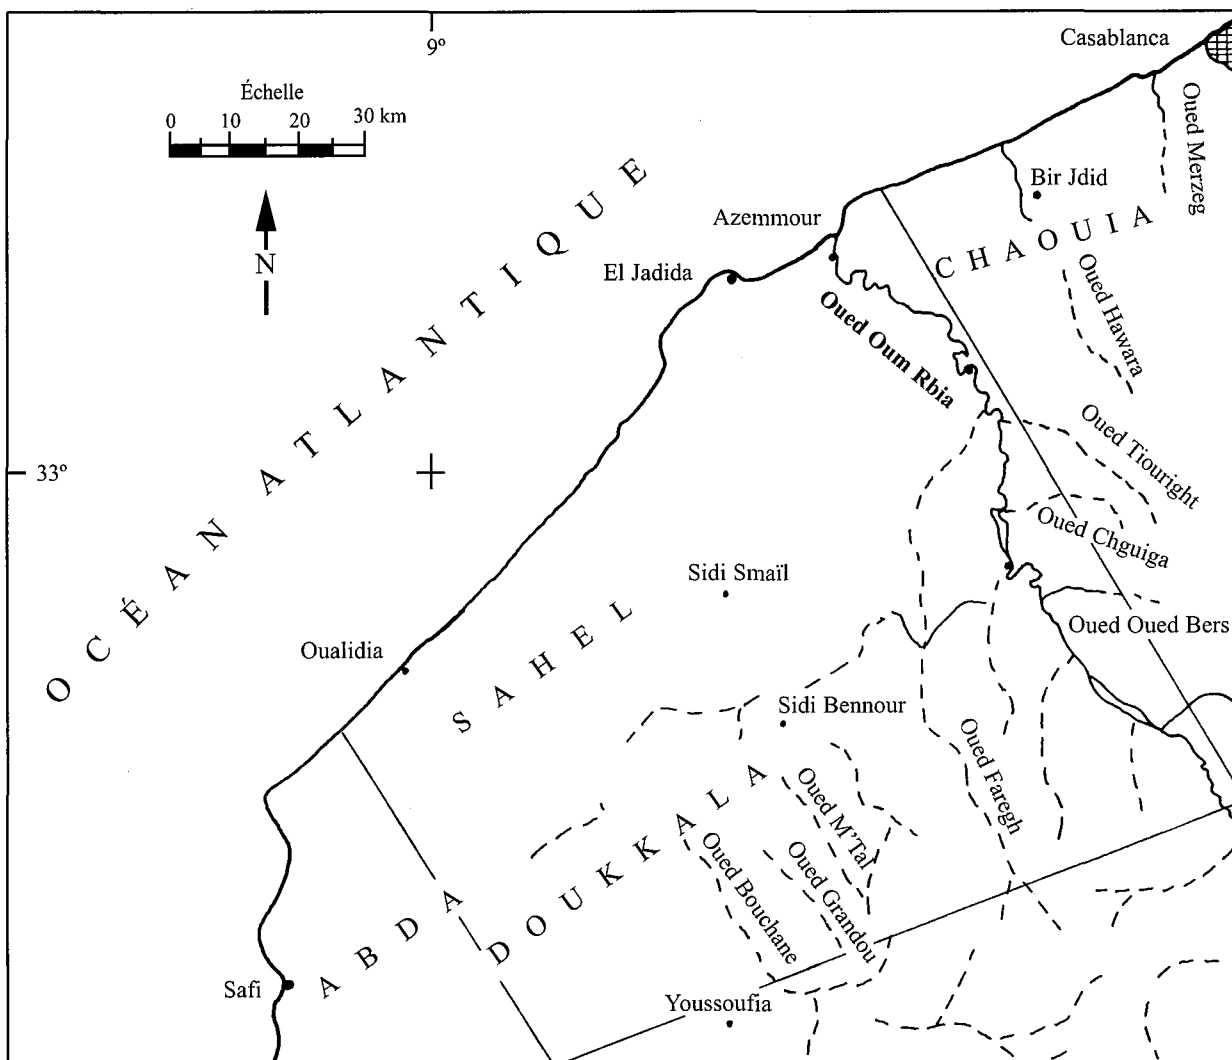 9°
Casablanca
Échelle
0 10 20 30 km
Oued Merzeg
N
OCÉAN ATLANTIQUE
Bir Jdid
Azemmour
CHAOUIA
El Jadida
Oued Oum Rbia
Oued Hawara
33°
Oued Tiouright
Oued Chguiga
Sidi Smaïl
Oued Oued Bers
Oualidia
SAHEL
Sidi Bennour
Oued Faregh
DOUKKALA
Oued M'Tal
Oued Grandou
Oued Bouchane
ABDA
Safi
Youssoufia